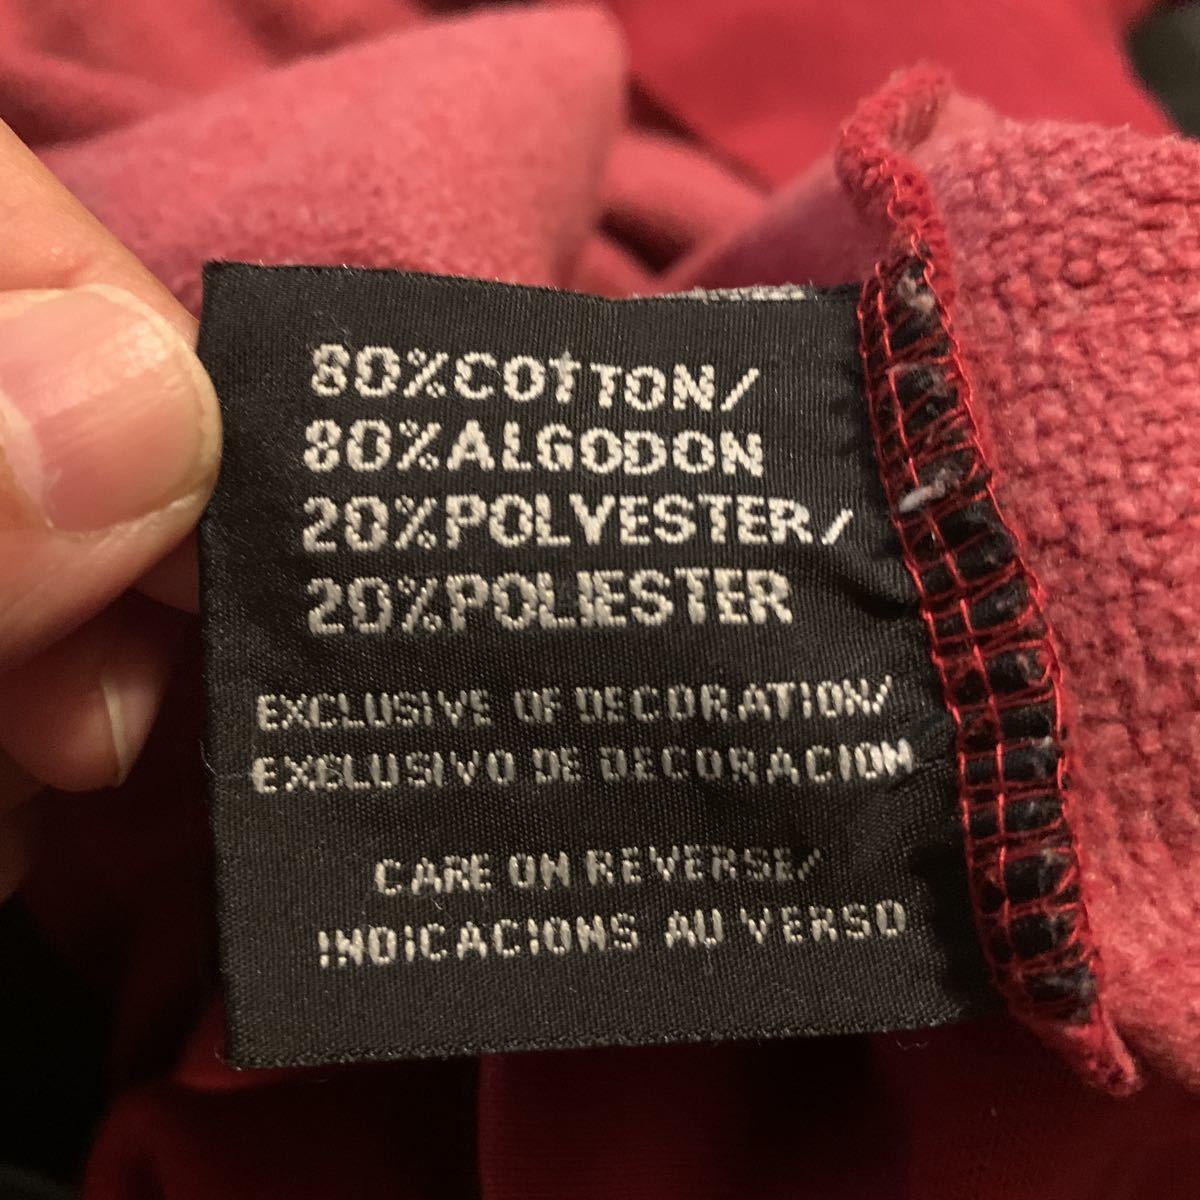 80%COTTON/
80%ALGODON
20%POLYESTER/
20%POLIESTER
EXCLUSIVE OF DECORATION/
EXCLUSIVO DE DECORACION
CARE ON REVERSE/
INDICACIONS AU VERSO